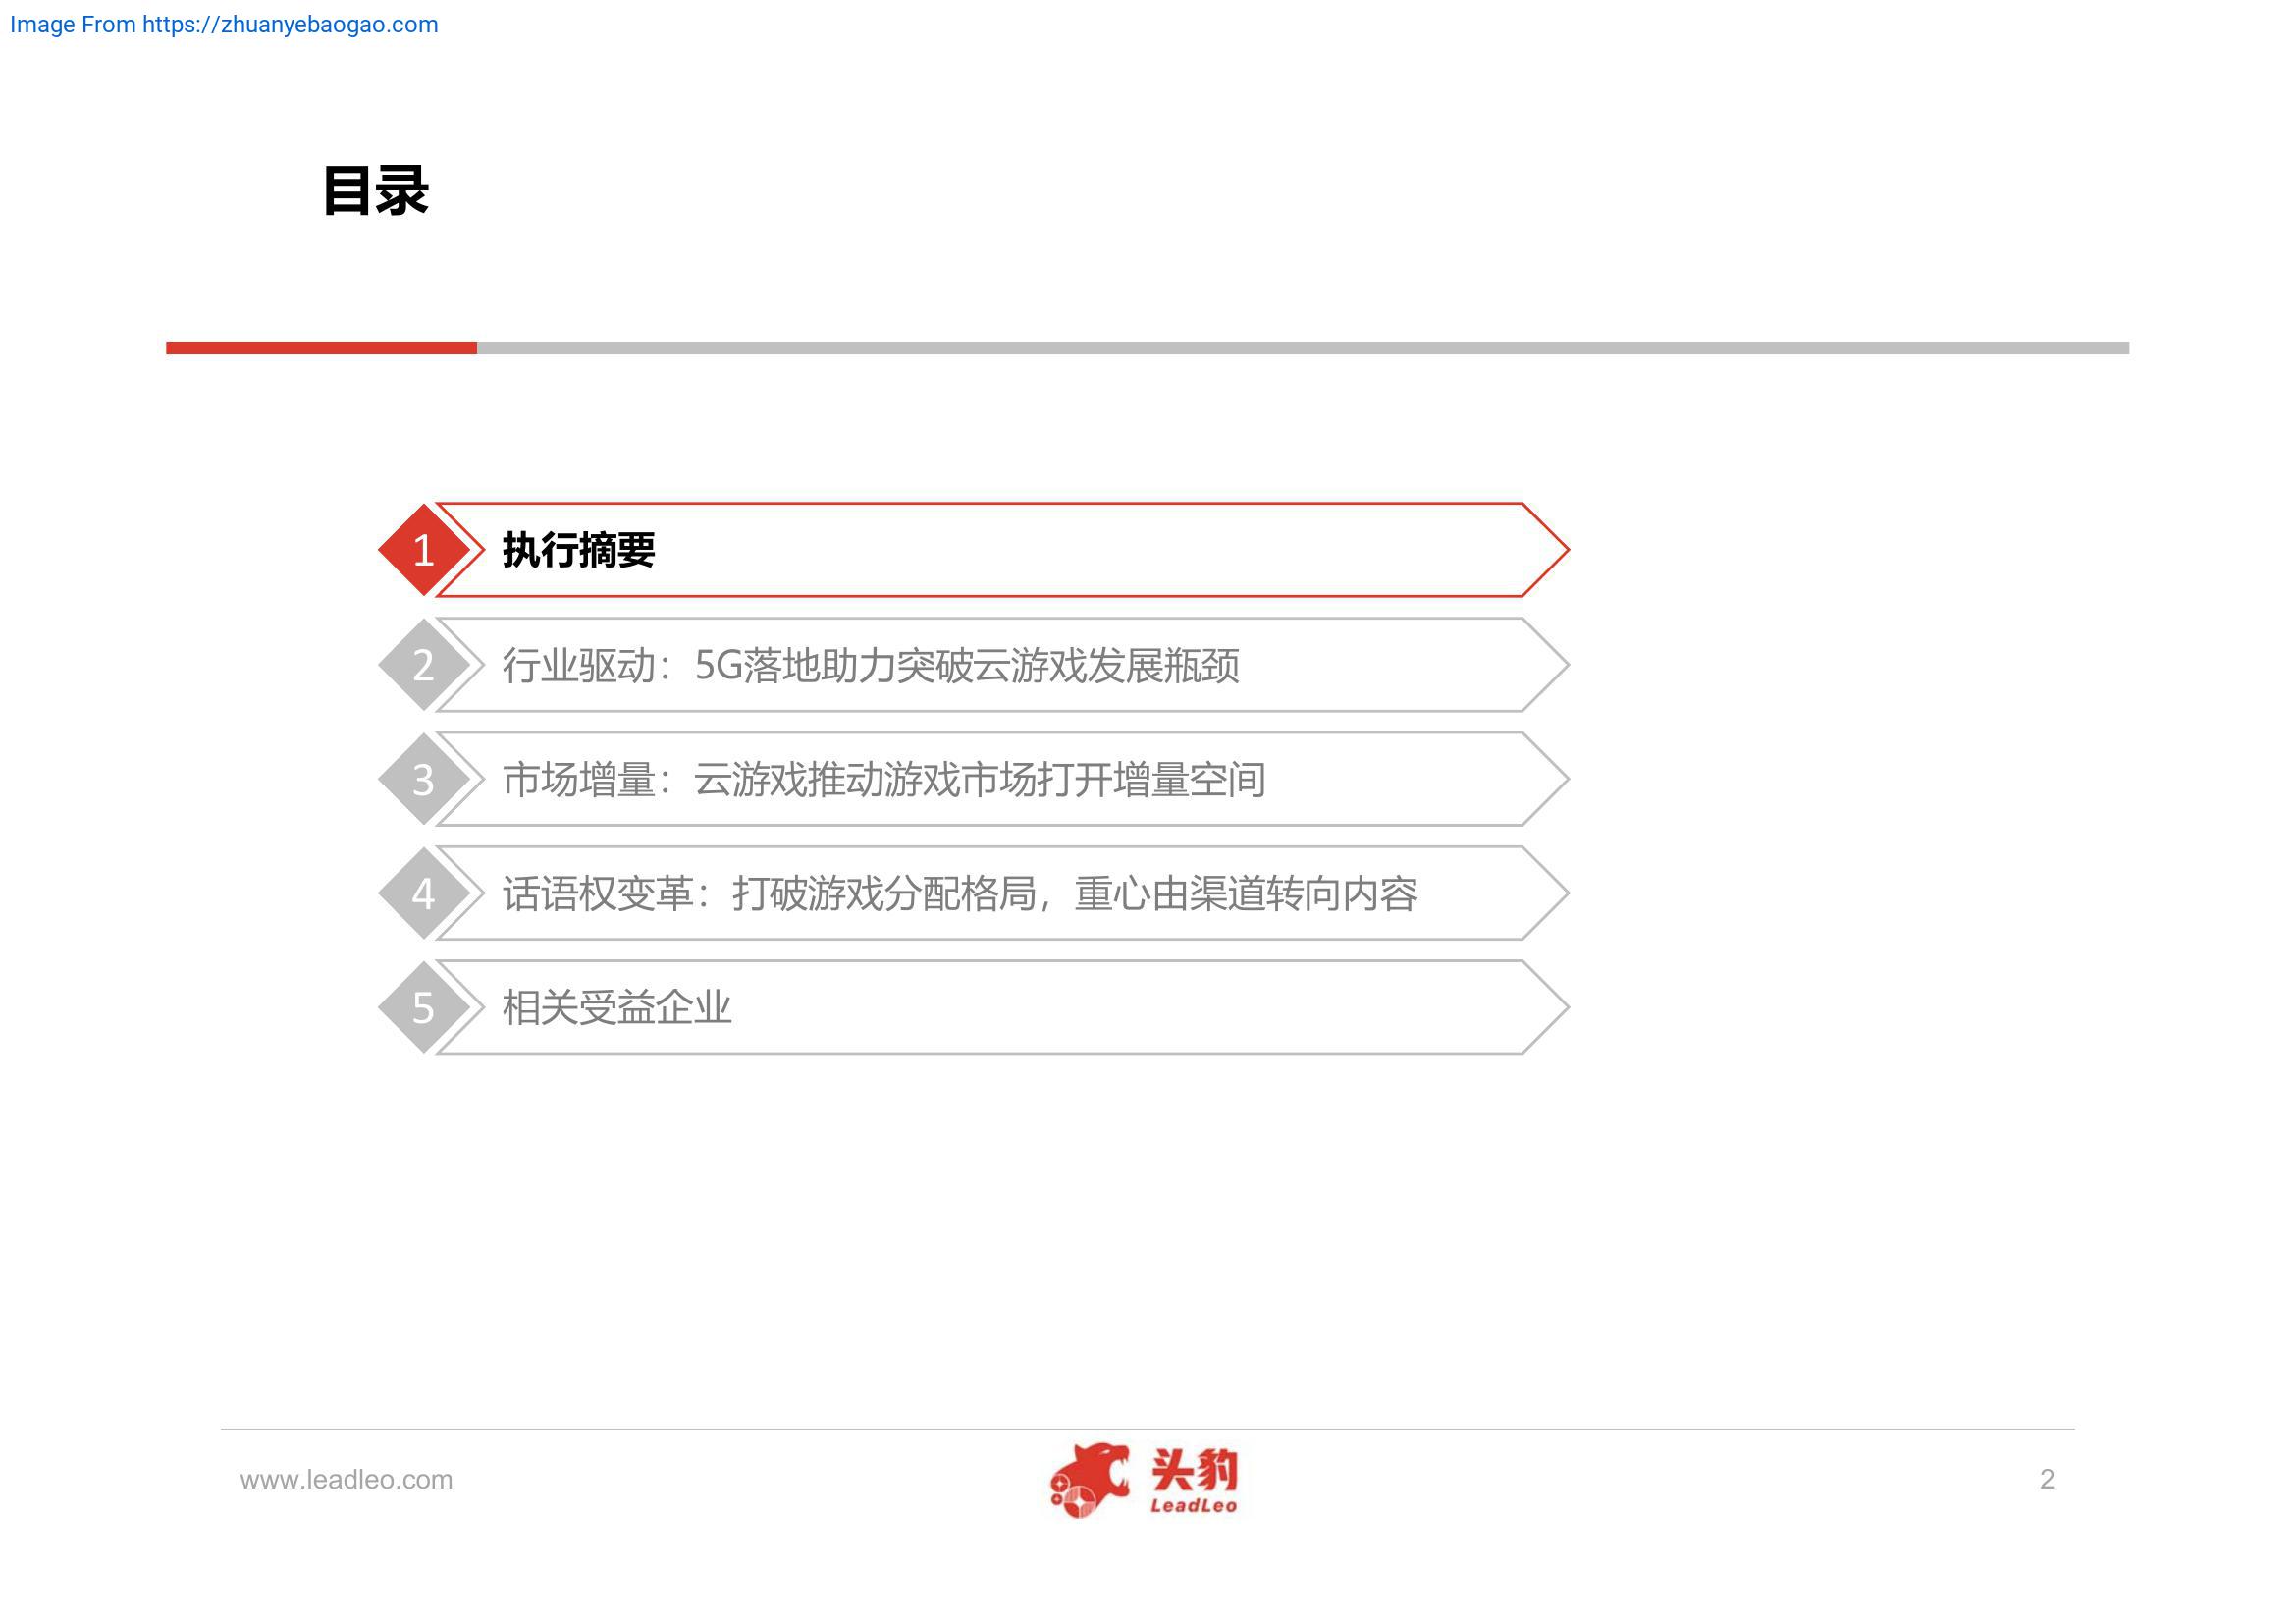 Image From https://zhuanyebaogao.com
目录
1 执行摘要
2 行业驱动：5G落地助力突破云游戏发展瓶颈
3 市场增量：云游戏推动游戏市场打开增量空间
4 话语权变革：打破游戏分配格局，重心由渠道转向内容
5 相关受益企业
www.leadleo.com
头豹
LeadLeo
2